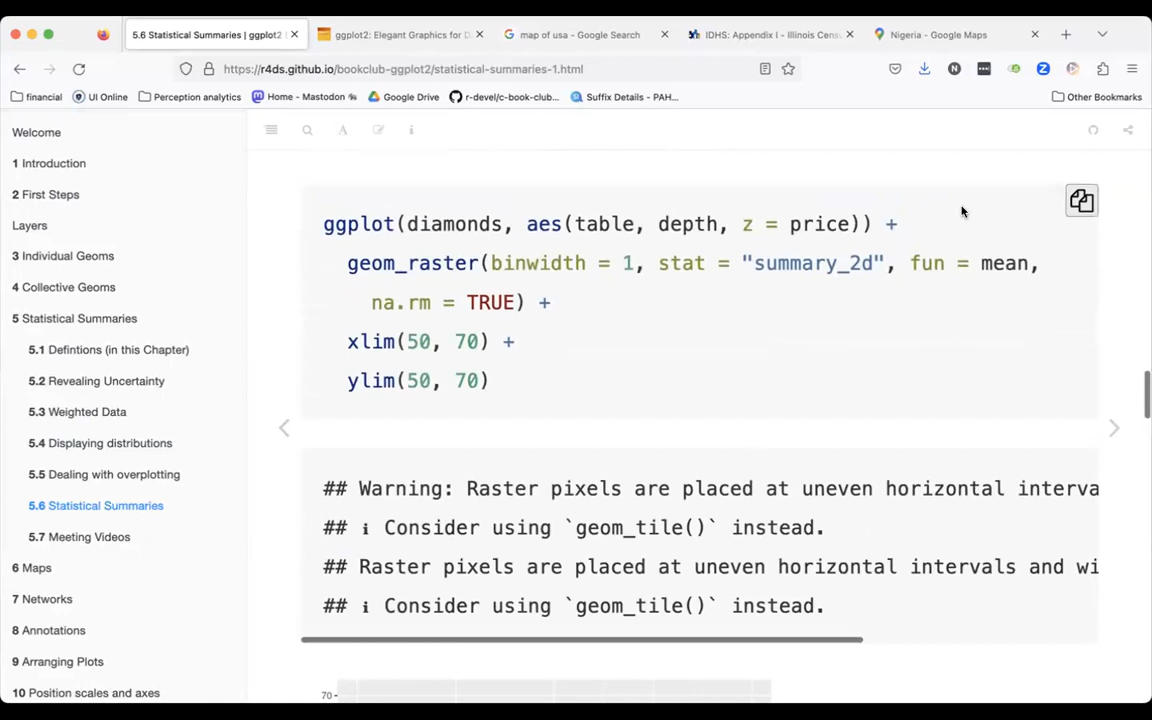 5.6 Statistical Summaries | ggplot2
ggplot2: Elegant Graphics for D
map of usa - Google Search
IDHS: Appendix I - Illinois Cens
Nigeria - Google Maps
https://r4ds.github.io/bookclub-ggplot2/statistical-summaries-1.html
financial
UI Online
Perception analytics
Home - Mastodon
Google Drive
r-devel/c-book-club...
Suffix Details - PAH...
Other Bookmarks
Welcome
1 Introduction
2 First Steps
Layers
3 Individual Geoms
4 Collective Geoms
5 Statistical Summaries
5.1 Defintions (in this Chapter)
5.2 Revealing Uncertainty
5.3 Weighted Data
5.4 Displaying distributions
5.5 Dealing with overplotting
5.6 Statistical Summaries
5.7 Meeting Videos
6 Maps
7 Networks
8 Annotations
9 Arranging Plots
10 Position scales and axes
ggplot(diamonds, aes(table, depth, z = price)) +
geom_raster(binwidth = 1, stat = "summary_2d", fun = mean,
na.rm = TRUE) +
xlim(50, 70) +
ylim(50, 70)
## Warning: Raster pixels are placed at uneven horizontal interva
## ℹ Consider using `geom_tile()` instead.
## Raster pixels are placed at uneven horizontal intervals and wi
## ℹ Consider using `geom_tile()` instead.
70